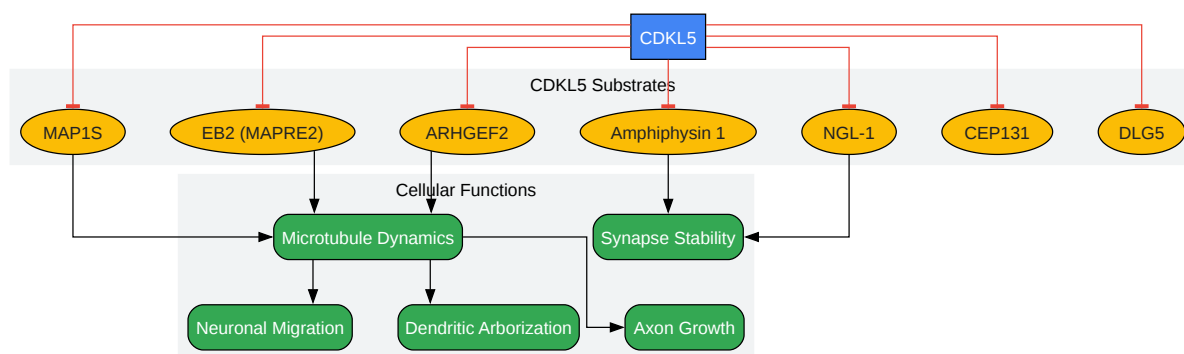 CDKL5
CDKL5 Substrates
MAP1S
EB2 (MAPRE2)
ARHGEF2
Amphiphysin 1
NGL-1
CEP131
DLG5
Cellular Functions
Microtubule Dynamics
Synapse Stability
Neuronal Migration
Dendritic Arborization
Axon Growth